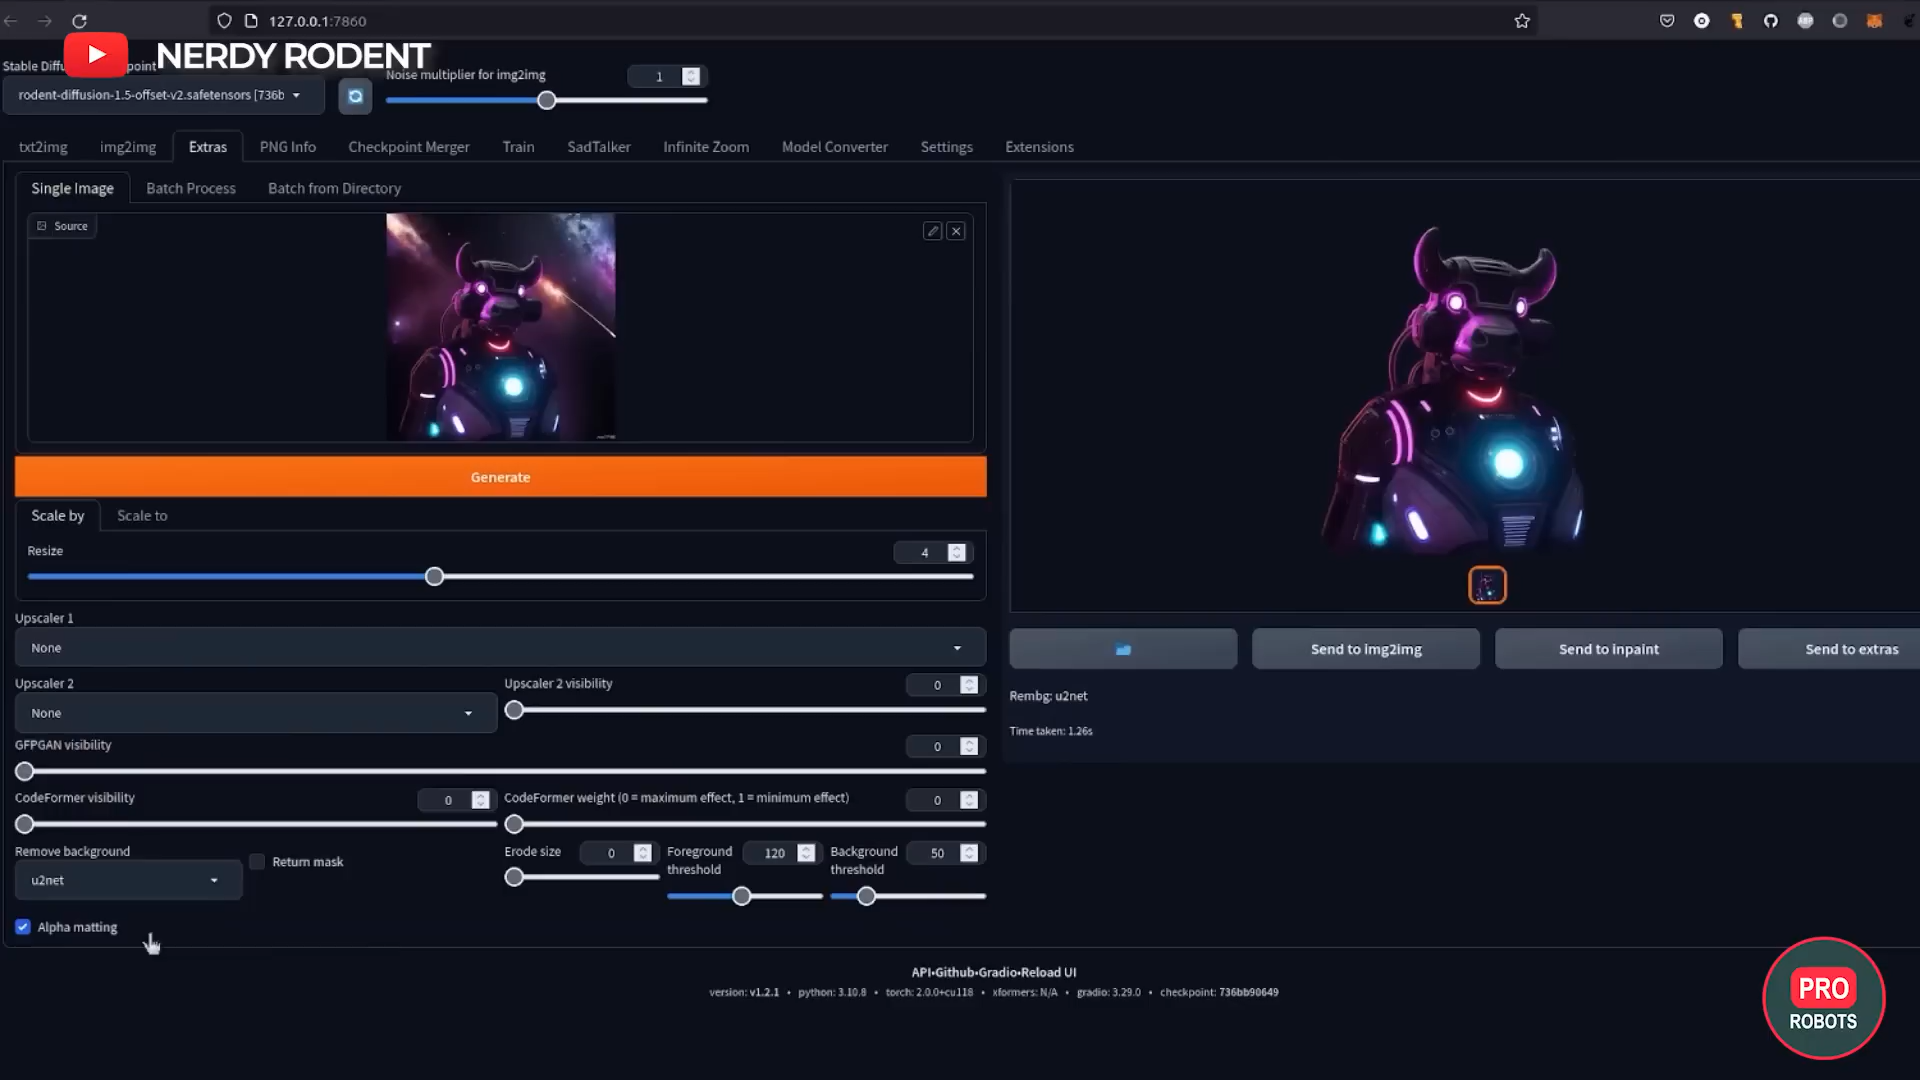 127.0.0.1:7860
NERDY RODENT
Stable Diffu point
rodent-diffusion-1.5-offset-v2.safetensors [736b
Noise multiplier for img2img
1
txt2img
img2img
Extras
PNG Info
Checkpoint Merger
Train
SadTalker
Infinite Zoom
Model Converter
Settings
Extensions
Single Image
Batch Process
Batch from Directory
Source
Generate
Scale by
Scale to
Resize
4
Upscaler 1
None
Upscaler 2
None
Upscaler 2 visibility
0
GFPGAN visibility
0
CodeFormer visibility
0
CodeFormer weight (0 = maximum effect, 1 = minimum effect)
0
Remove background
u2net
Return mask
Erode size
0
Foreground
threshold
120
Background
threshold
50
Alpha matting
Send to img2img
Send to inpaint
Send to extras
Rembg: u2net
Time taken: 1.26s
API•Github•Gradio•Reload UI
version: v1.2.1 • python: 3.10.8 • torch: 2.0.0+cu118 • xformers: N/A • gradio: 3.29.0 • checkpoint: 736bb90649
PRO
ROBOTS